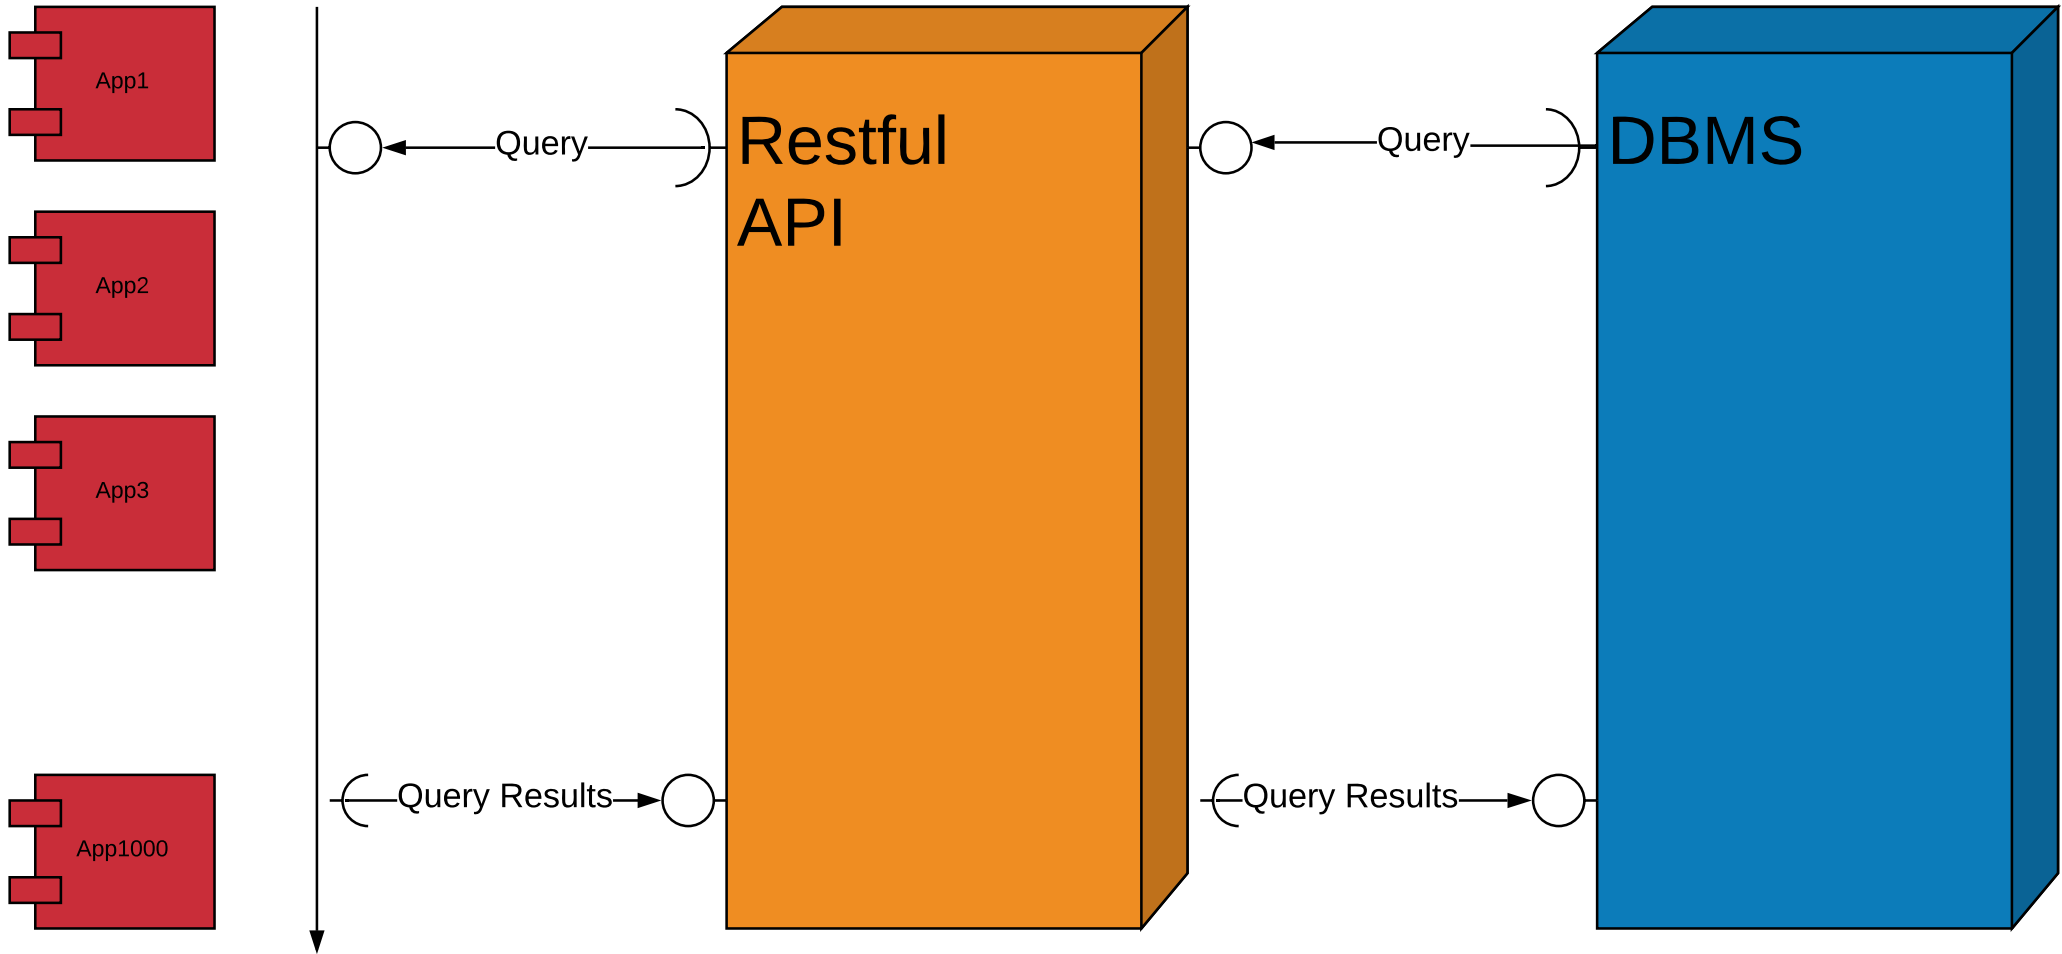 App1
Query
Restful
API
Query
DBMS
App2
App3
Query Results
Query Results
App1000